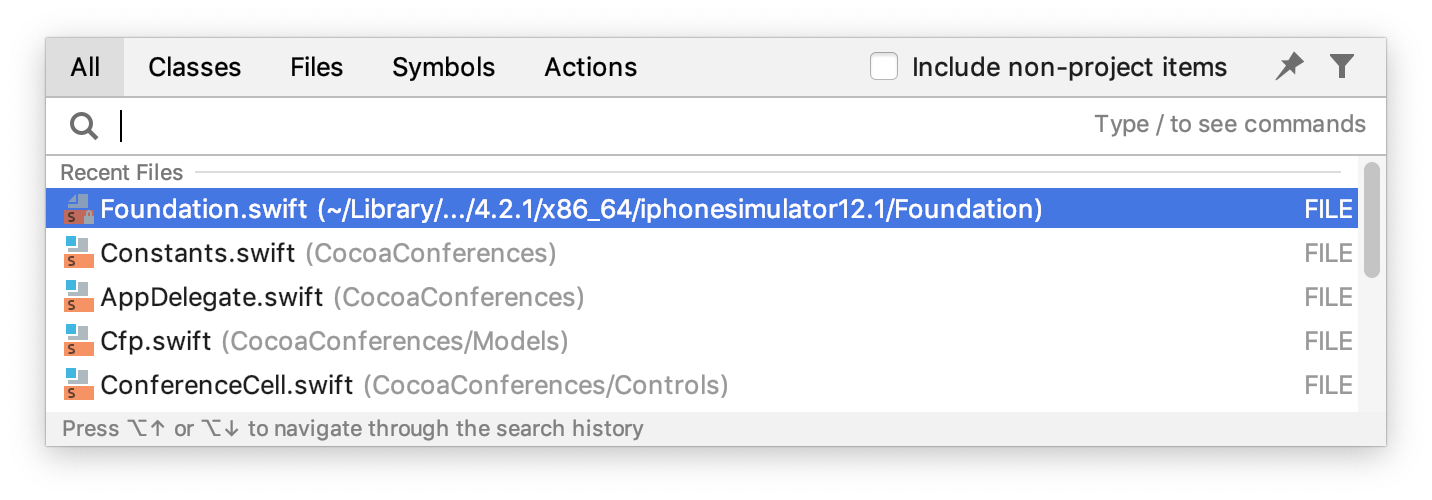 All Classes Files Symbols Actions Include non-project items
Type / to see commands
Recent Files
Foundation.swift (~/Library/.../4.2.1/x86_64/iphonesimulator12.1/Foundation) FILE
Constants.swift (CocoaConferences) FILE
AppDelegate.swift (CocoaConferences) FILE
Cfp.swift (CocoaConferences/Models) FILE
ConferenceCell.swift (CocoaConferences/Controls) FILE
Press ⌥↑ or ⌥↓ to navigate through the search history